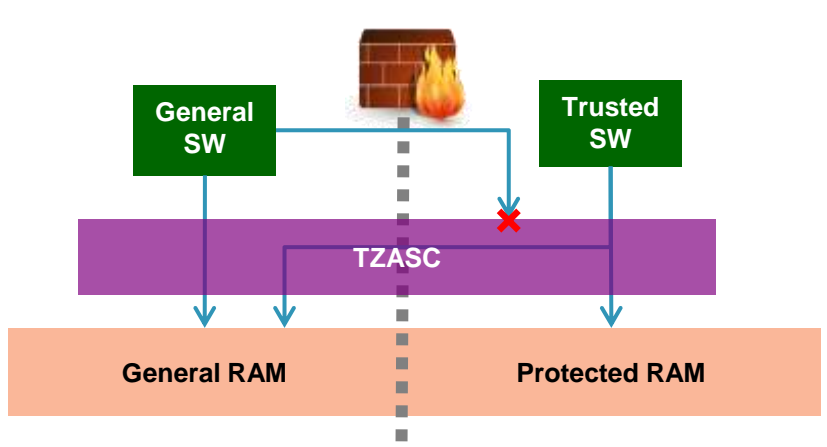 General
SW
Trusted
SW
TZASC
General RAM
Protected RAM